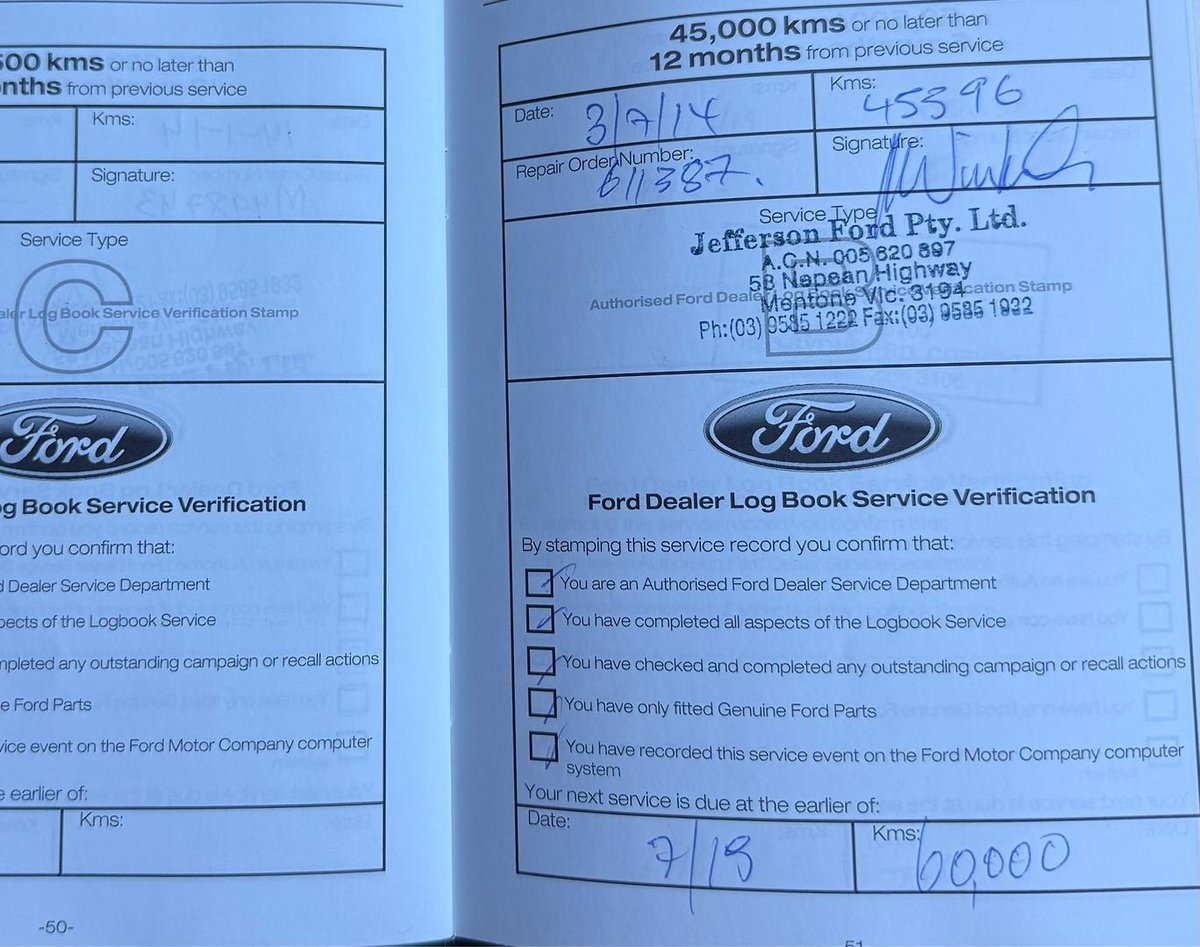 500 kms or no later than
nths from previous service
Kms:
Signature:
Service Type
C
ler Log Book Service Verification Stamp
Ford
og Book Service Verification
ord you confirm that:
d Dealer Service Department
pects of the Logbook Service
mpleted any outstanding campaign or recall actions
e Ford Parts
vice event on the Ford Motor Company computer
e earlier of:
Kms:
-50-
45,000 kms or no later than
12 months from previous service
Date: 3/7/14
Kms: 45396
Repair Order Number: 611387.
Signature:
Service Type
Jefferson Ford Pty. Ltd.
A.C.N. 005 620 897
58 Nepean Highway
Authorised Ford Dealer Log Book Service Verification Stamp
Mentone Vic. 3194
Ph:(03) 9585 1222 Fax:(03) 9585 1932
Ford
Ford Dealer Log Book Service Verification
By stamping this service record you confirm that:
You are an Authorised Ford Dealer Service Department
You have completed all aspects of the Logbook Service
You have checked and completed any outstanding campaign or recall actions
You have only fitted Genuine Ford Parts
You have recorded this service event on the Ford Motor Company computer
system
Your next service is due at the earlier of:
Date: 7/15
Kms: 60,000
51